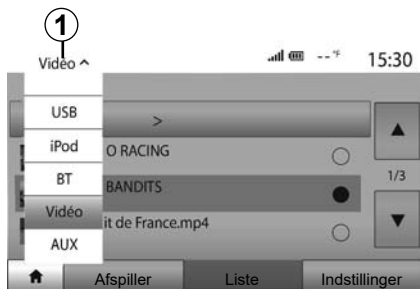 1
Vidéo ^ --°F 15:30
USB >
iPod O RACING
BT BANDITS 1/3
Vidéo it de France.mp4
AUX
Afspiller Liste Indstillinger